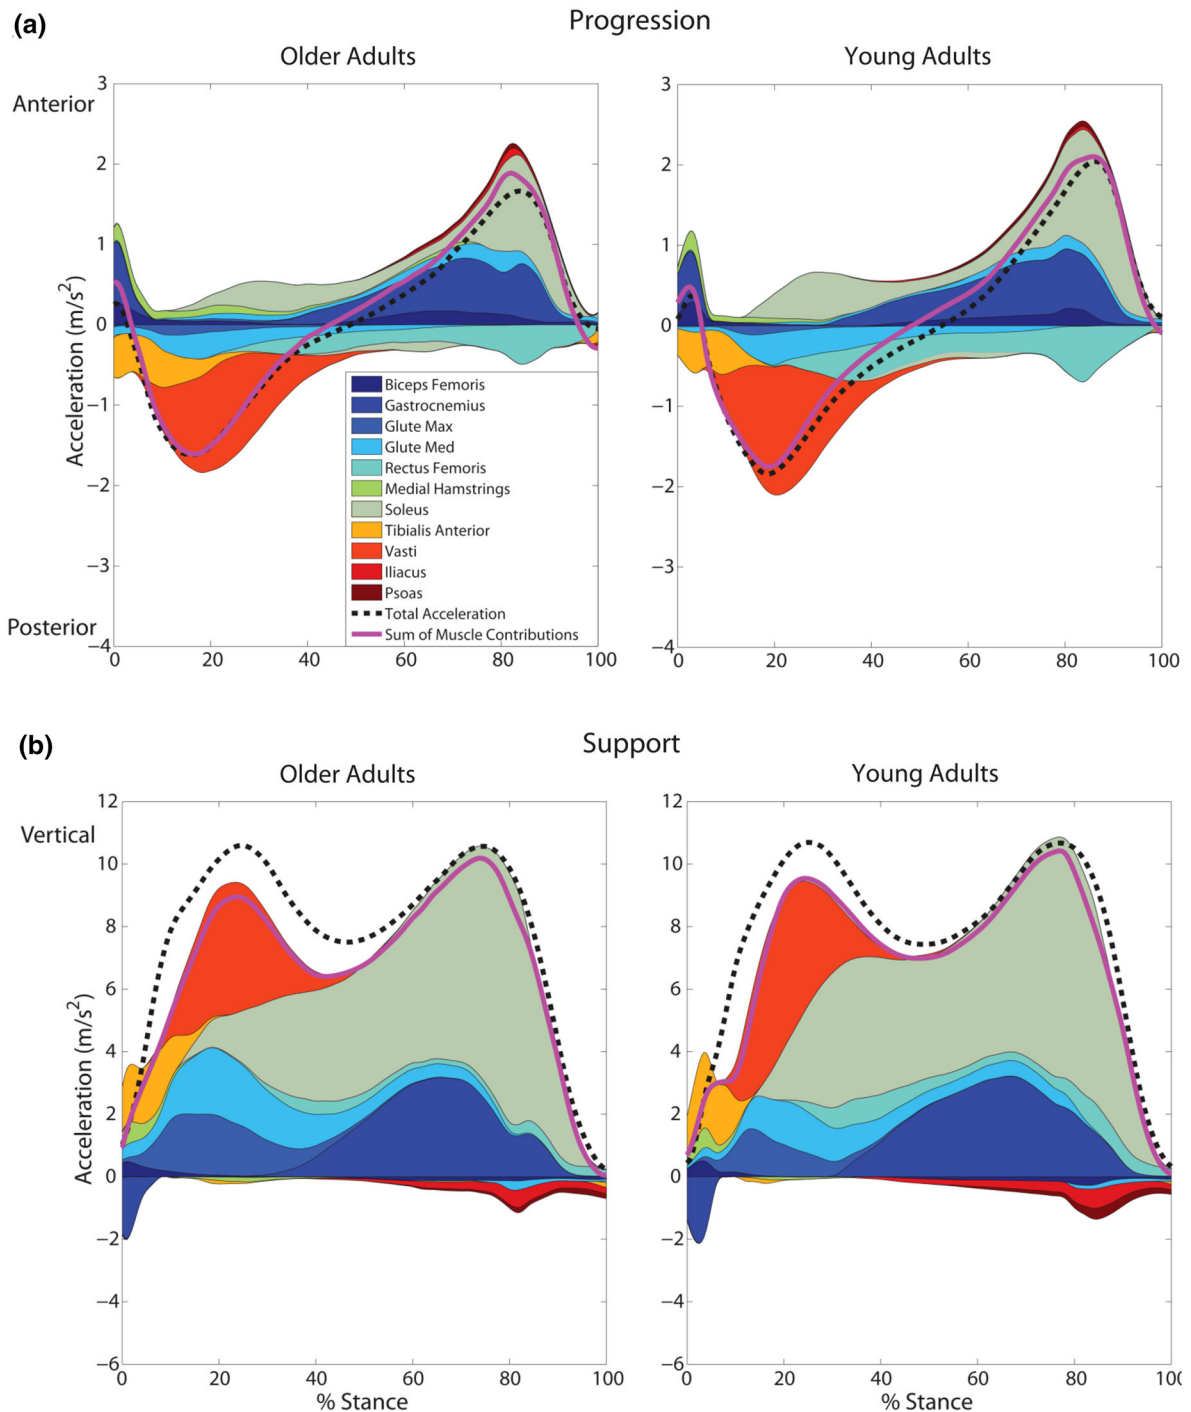 (a)
Progression
Older Adults
Young Adults
Anterior
Posterior
Acceleration (m/s²)
3
2
1
0
−1
−2
−3
−4
0 20 40 60 80 100
Biceps Femoris
Gastrocnemius
Glute Max
Glute Med
Rectus Femoris
Medial Hamstrings
Soleus
Tibialis Anterior
Vasti
Iliacus
Psoas
Total Acceleration
Sum of Muscle Contributions
3
2
1
0
−1
−2
−3
−4
0 20 40 60 80 100
(b)
Support
Older Adults
Young Adults
Vertical
Acceleration (m/s²)
12
10
8
6
4
2
0
−2
−4
−6
0 20 40 60 80 100
% Stance
12
10
8
6
4
2
0
−2
−4
−6
0 20 40 60 80 100
% Stance